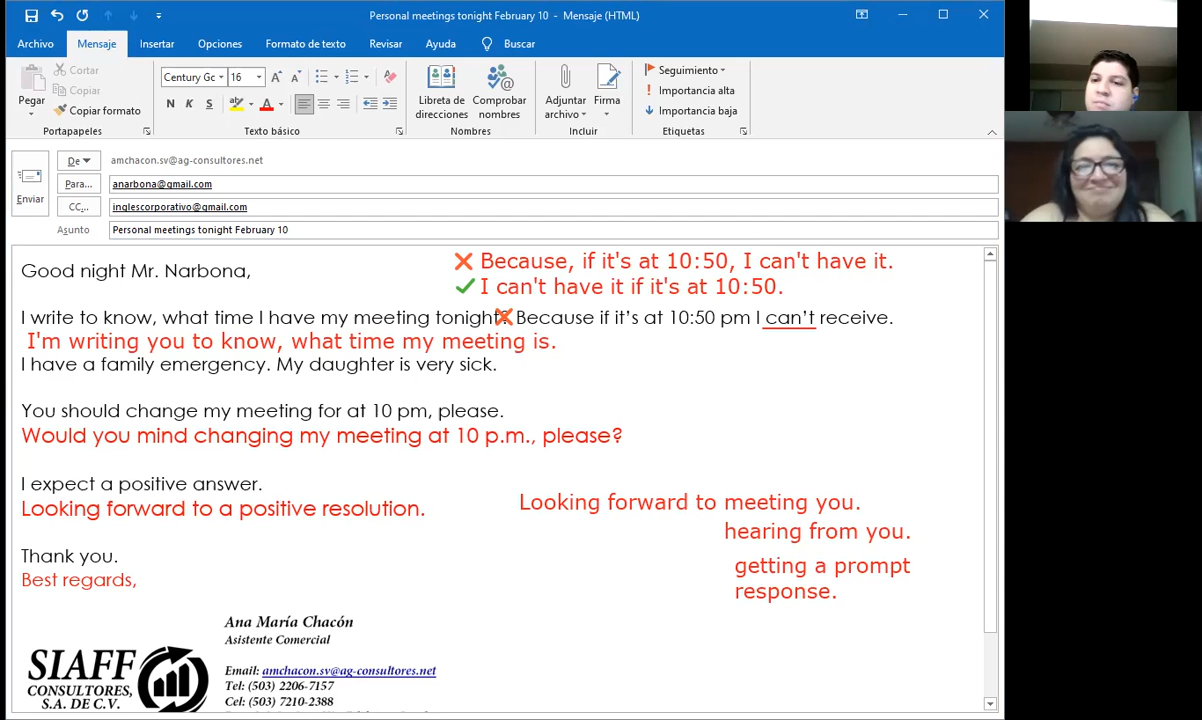 Personal meetings tonight February 10 - Mensaje (HTML)
Archivo Mensaje Insertar Opciones Formato de texto Revisar Ayuda Buscar
Pegar
Cortar
Copiar
Copiar formato
Portapapeles
Century Gc 16
N K S
Texto básico
Libreta de direcciones
Comprobar nombres
Nombres
Adjuntar archivo
Firma
Incluir
Seguimiento
Importancia alta
Importancia baja
Etiquetas
Enviar
De amchacon.sv@ag-consultores.net
Para... anarbona@gmail.com
CC... inglescorporativo@gmail.com
Asunto Personal meetings tonight February 10
Because, if it's at 10:50, I can't have it.
Good night Mr. Narbona,
I can't have it if it's at 10:50.
I write to know, what time I have my meeting tonight? Because if it's at 10:50 pm I can't receive.
I'm writing you to know, what time my meeting is.
I have a family emergency. My daughter is very sick.
You should change my meeting for at 10 pm, please.
Would you mind changing my meeting at 10 p.m., please?
I expect a positive answer.
Looking forward to a positive resolution.
Looking forward to meeting you.
hearing from you.
getting a prompt
response.
Thank you.
Best regards,
Ana María Chacón
Asistente Comercial
SIAFF
CONSULTORES,
S.A. DE C.V.
Email: amchacon.sv@ag-consultores.net
Tel: (503) 2206-7157
Cel: (503) 7210-2388